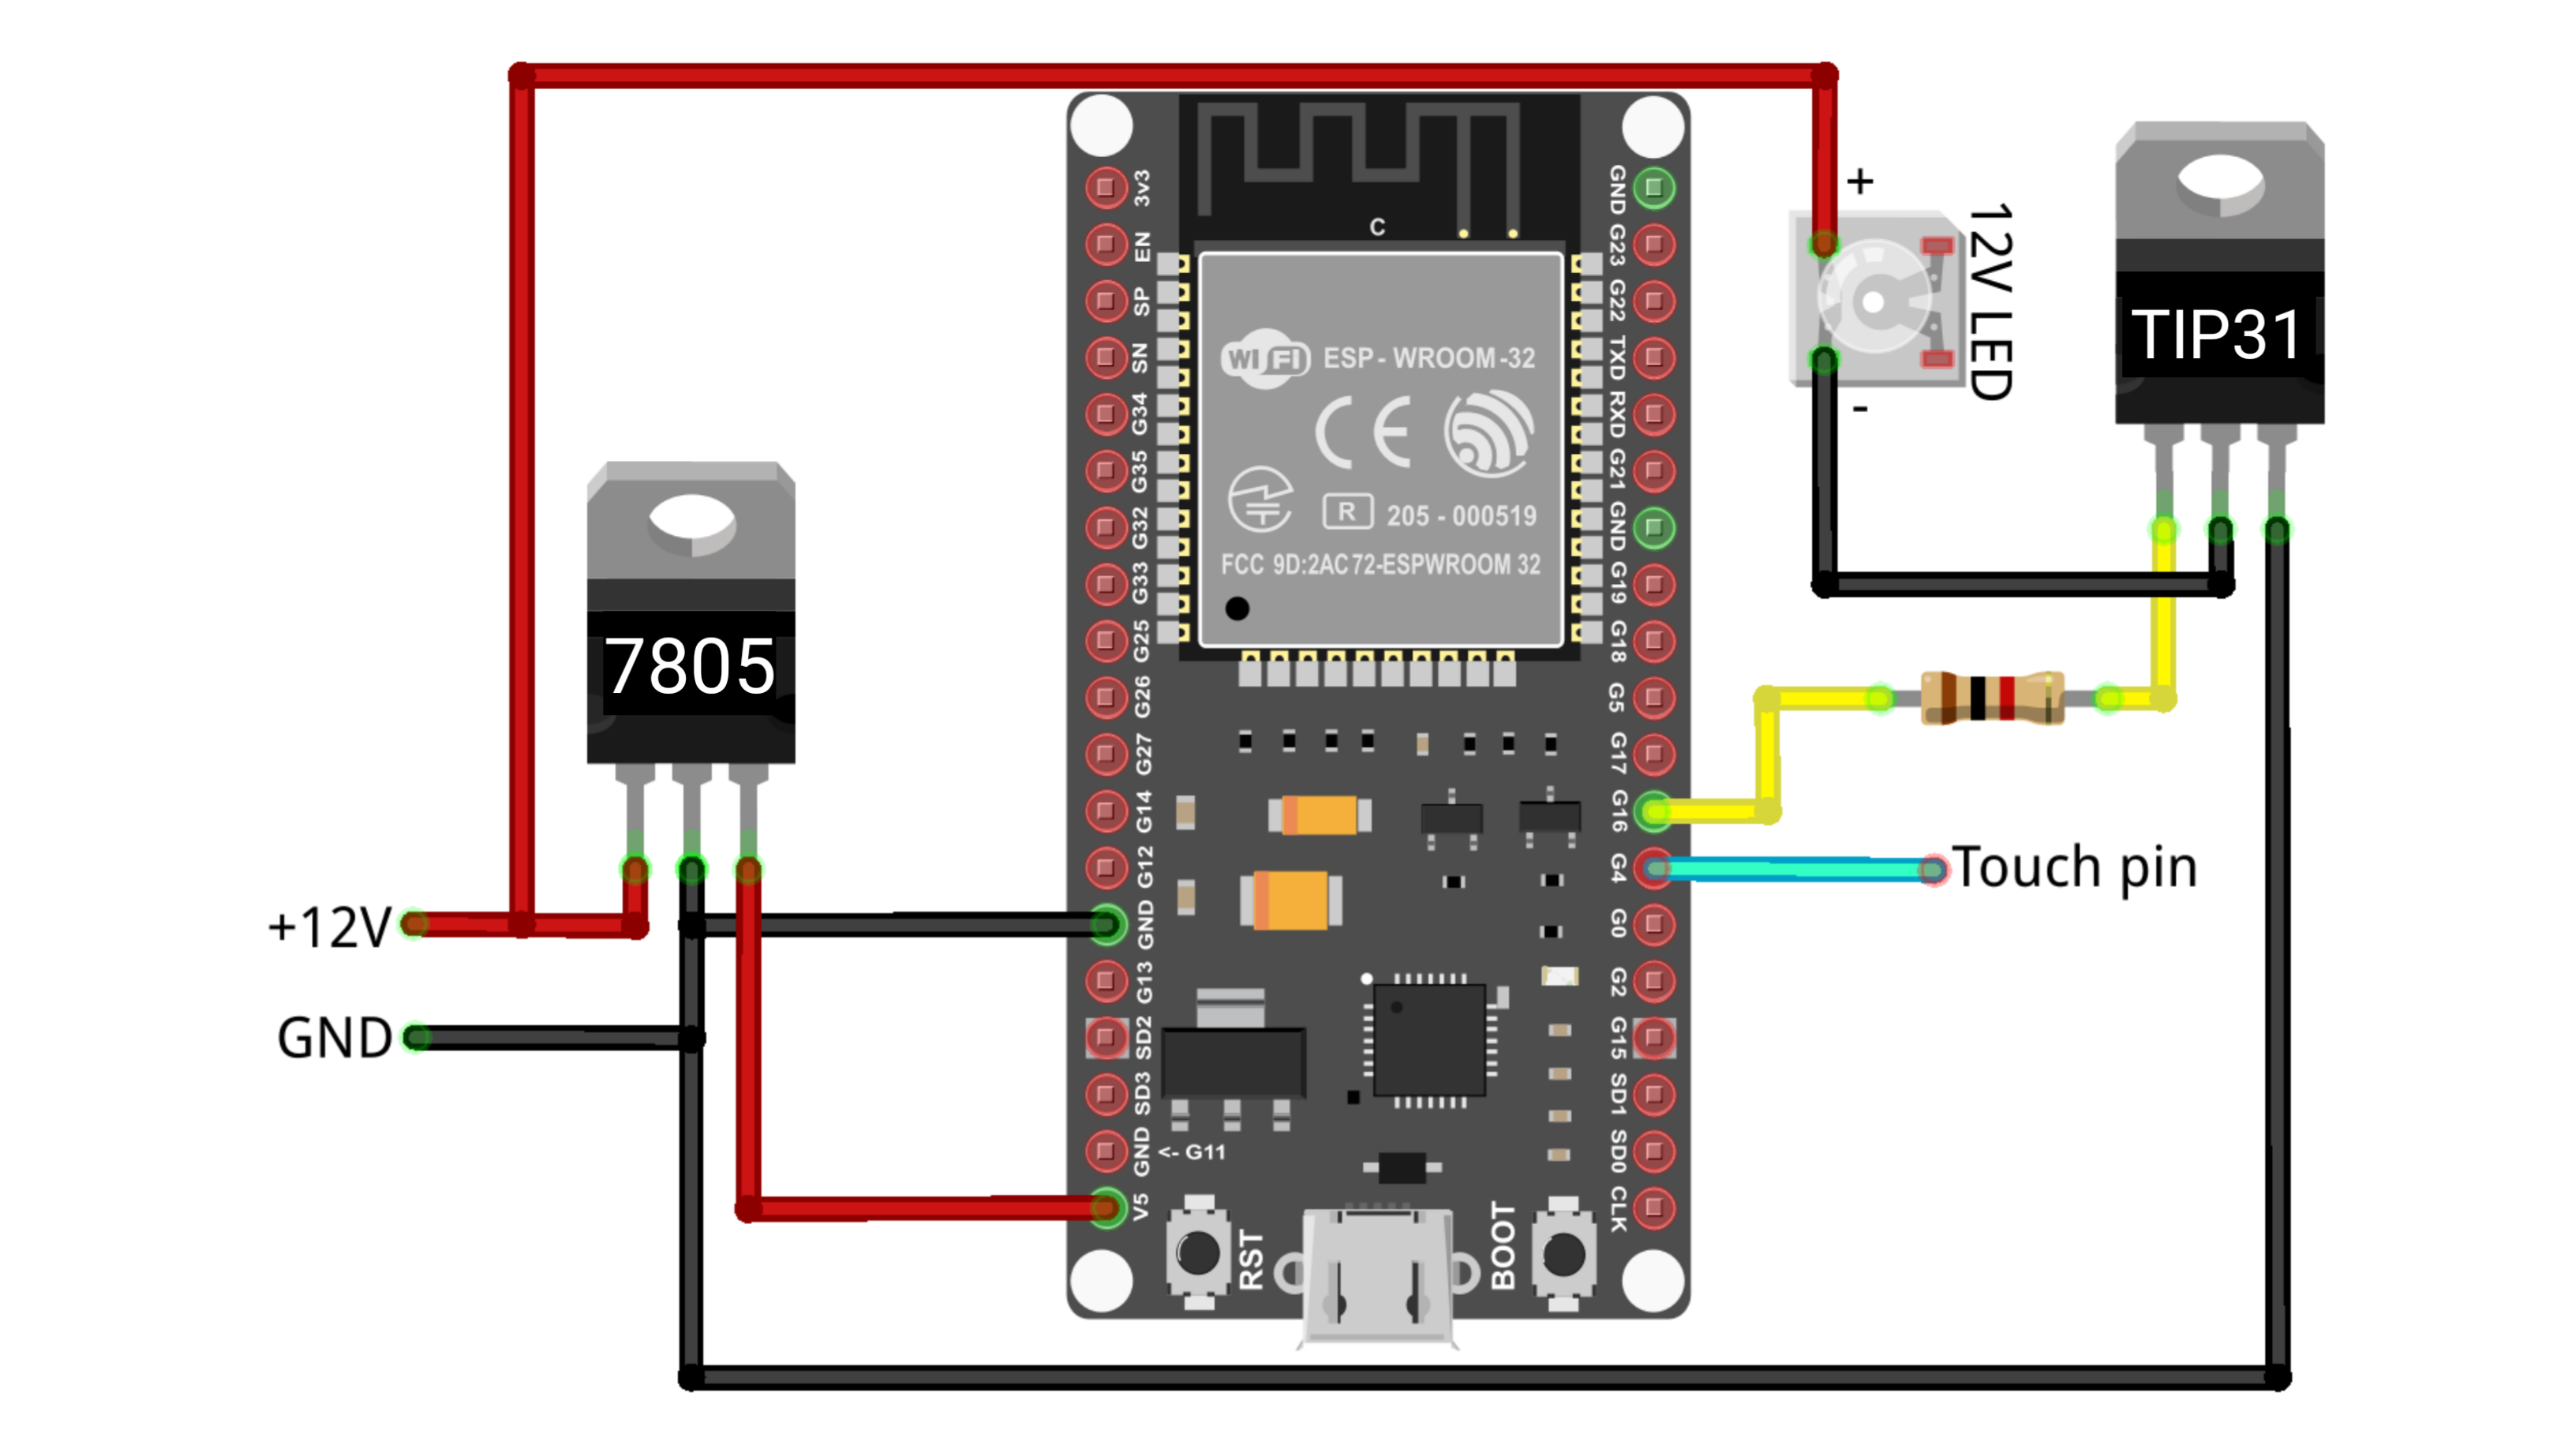 +
-
12V LED
TIP31
7805
+12V
GND
Touch pin
3v3
EN
SP
SN
G34
G35
G32
G33
G25
G26
G27
G14
G12
GND
G13
SD2
SD3
GND <- G11
V5
C
WI FI ESP - WROOM -32
CE
R 205 - 000519
FCC 9D:2AC72-ESPWROOM 32
GND
G23
G22
TXD
RXD
G21
GND
G19
G18
G5
G17
G16
G4
G0
G2
G15
SD1
SD0
CLK
RST
BOOT